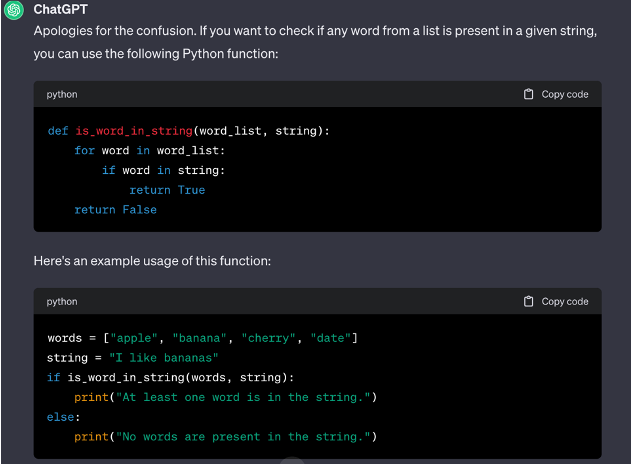 ChatGPT
Apologies for the confusion. If you want to check if any word from a list is present in a given string,
you can use the following Python function:
python
Copy code
def is_word_in_string(word_list, string):
    for word in word_list:
        if word in string:
            return True
    return False
Here's an example usage of this function:
python
Copy code
words = ["apple", "banana", "cherry", "date"]
string = "I like bananas"
if is_word_in_string(words, string):
    print("At least one word is in the string.")
else:
    print("No words are present in the string.")